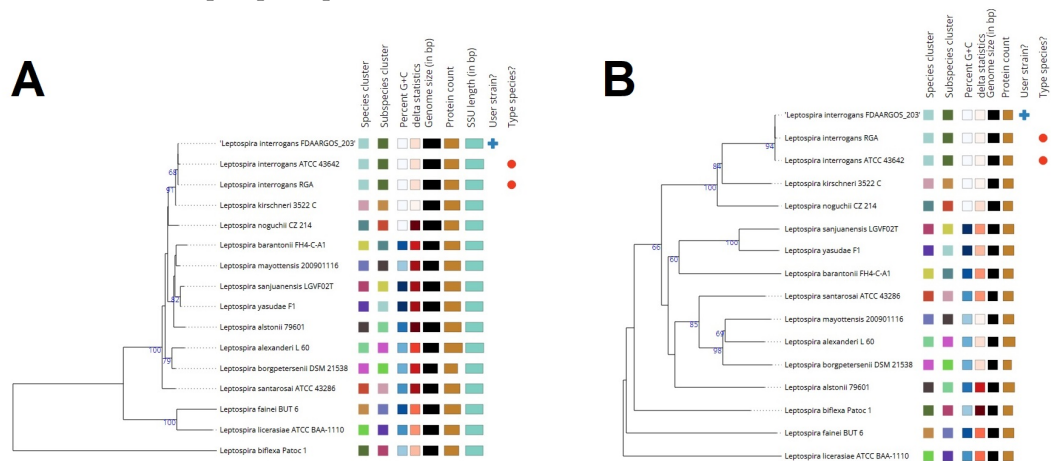 A
Species cluster
Subspecies cluster
Percent G+C
delta statistics
Genome size (in bp)
Protein count
SSU length (in bp)
User strain?
Type species?
'Leptospira interrogans FDAARGOS_203'
Leptospira interrogans ATCC 43642
68
Leptospira interrogans RGA
91
Leptospira kirschneri 3522 C
Leptospira noguchii CZ 214
Leptospira barantonii FH4-C-A1
Leptospira mayottensis 200901116
Leptospira sanjuanensis LGVF02T
82
Leptospira yasudae F1
Leptospira alstonii 79601
100
Leptospira alexanderi L 60
79
Leptospira borgpetersenii DSM 21538
Leptospira santarosai ATCC 43286
Leptospira fainei BUT 6
100
Leptospira licerasiae ATCC BAA-1110
Leptospira biflexa Patoc 1
B
Species cluster
Subspecies cluster
Percent G+C
delta statistics
Genome size (in bp)
Protein count
User strain?
Type species?
'Leptospira interrogans FDAARGOS_203'
Leptospira interrogans RGA
94
Leptospira interrogans ATCC 43642
84
Leptospira kirschneri 3522 C
100
Leptospira noguchii CZ 214
Leptospira sanjuanensis LGVF02T
100
66
Leptospira yasudae F1
60
Leptospira barantonii FH4-C-A1
Leptospira santarosai ATCC 43286
Leptospira mayottensis 200901116
85
69
Leptospira alexanderi L 60
98
Leptospira borgpetersenii DSM 21538
Leptospira alstonii 79601
Leptospira biflexa Patoc 1
Leptospira fainei BUT 6
Leptospira licerasiae ATCC BAA-1110